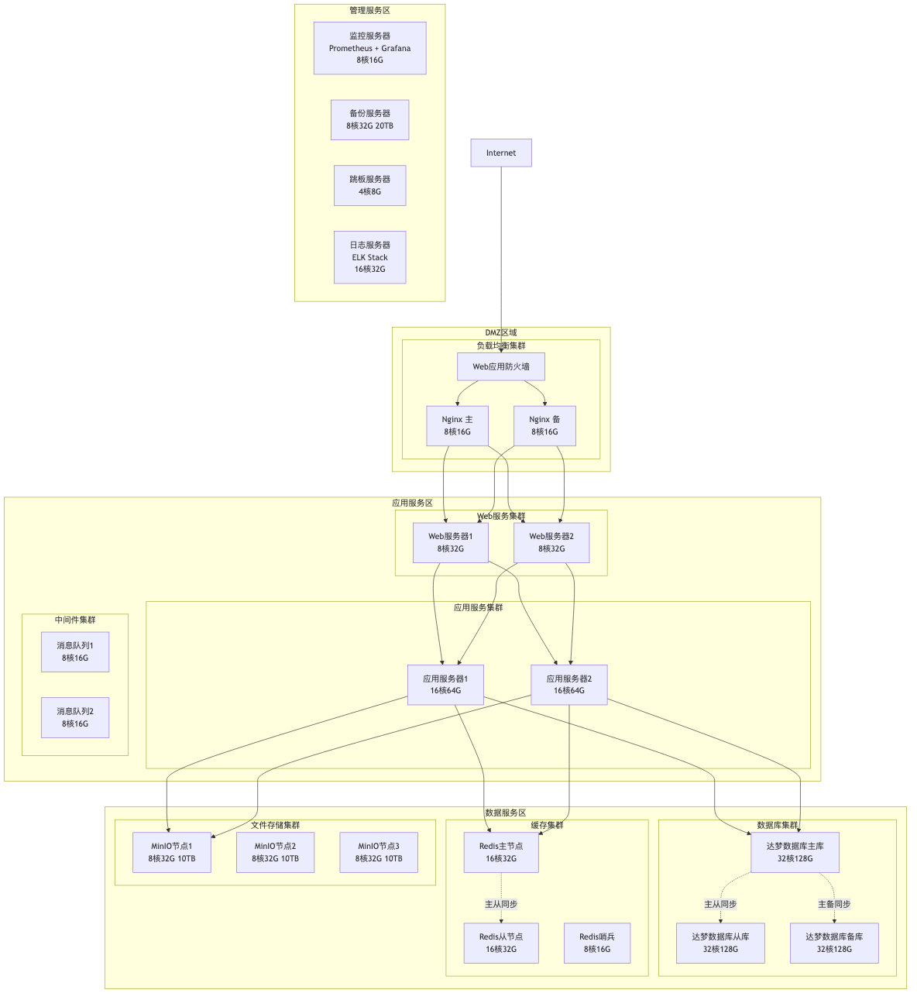 管理服务区
监控服务器
Prometheus + Grafana
8核16G
备份服务器
8核32G 20TB
跳板服务器
4核8G
日志服务器
ELK Stack
16核32G
Internet
DMZ区域
负载均衡集群
Web应用防火墙
Nginx 主
8核16G
Nginx 备
8核16G
应用服务区
Web服务集群
Web服务器1
8核32G
Web服务器2
8核32G
中间件集群
消息队列1
8核16G
消息队列2
8核16G
应用服务集群
应用服务器1
16核64G
应用服务器2
16核64G
数据服务区
文件存储集群
MinIO节点1
8核32G 10TB
MinIO节点2
8核32G 10TB
MinIO节点3
8核32G 10TB
缓存集群
Redis主节点
16核32G
主从同步
Redis从节点
16核32G
Redis哨兵
8核16G
数据库集群
达梦数据库主库
32核128G
主从同步
主备同步
达梦数据库从库
32核128G
达梦数据库备库
32核128G